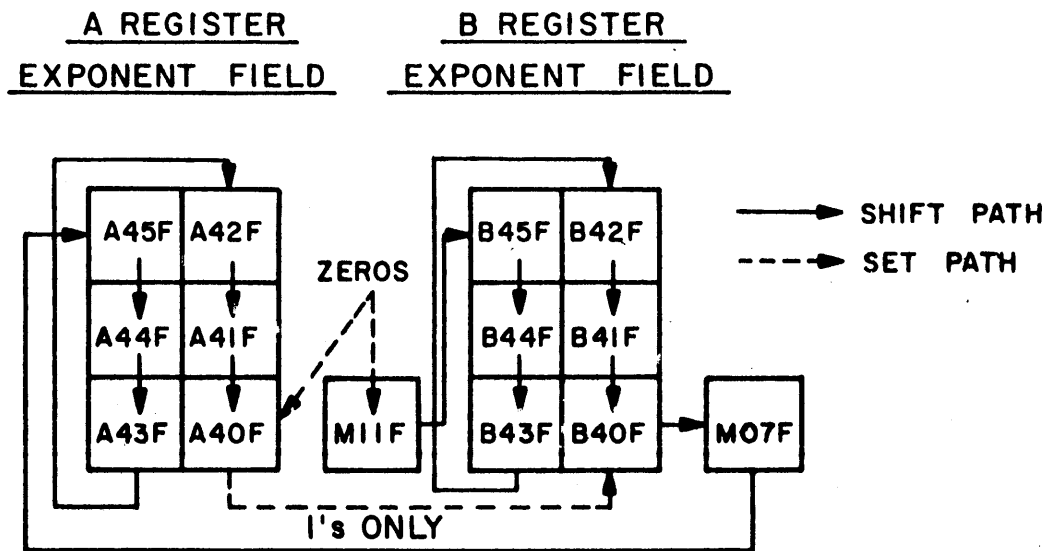 A REGISTER
EXPONENT FIELD
B REGISTER
EXPONENT FIELD
A45F A42F
A44F A41F
A43F A40F
ZEROS
M11F
B45F B42F
B44F B41F
B43F B40F
M07F
1's ONLY
SHIFT PATH
SET PATH